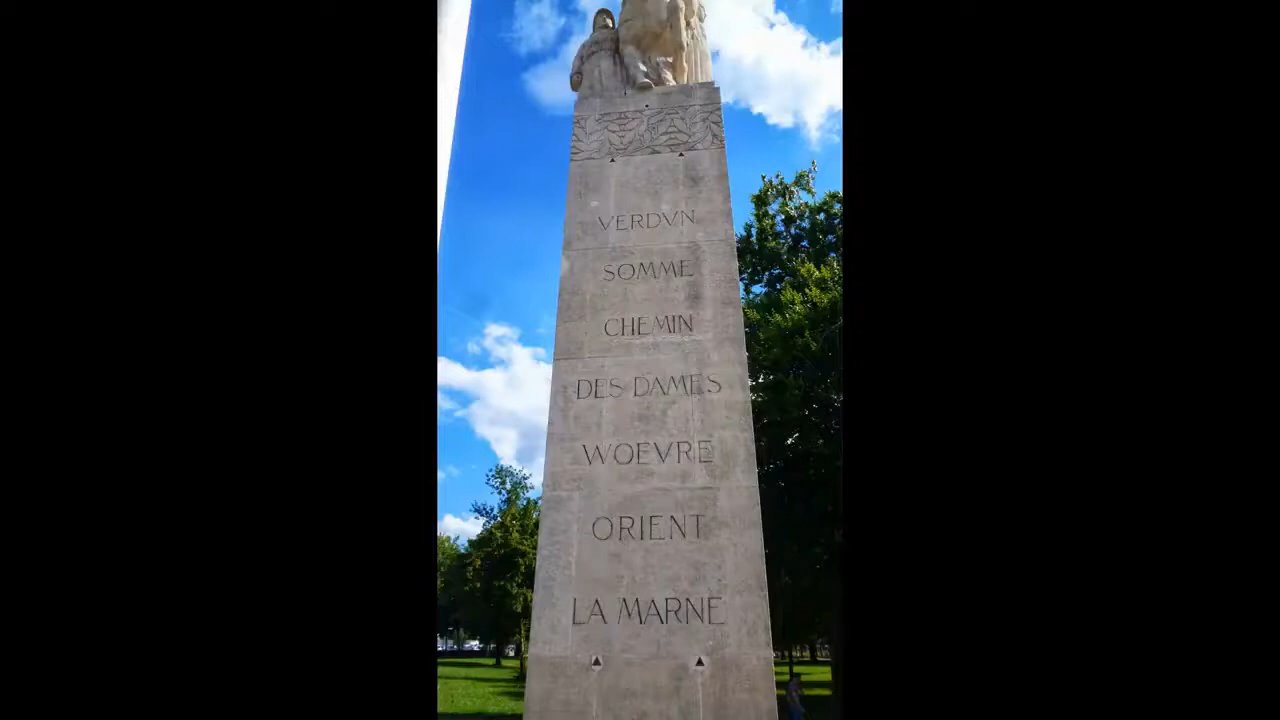 VERDVN
SOMME
CHEMIN
DES DAMES
WOEVRE
ORIENT
LA MARNE